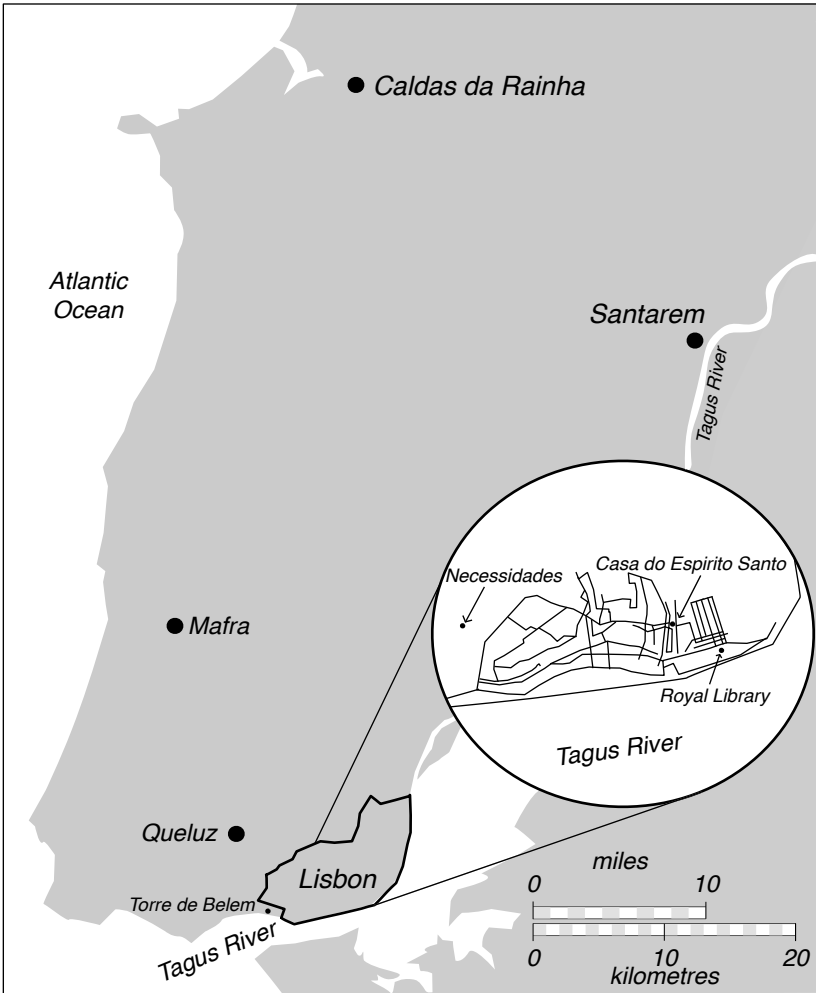 Caldas da Rainha
Atlantic
Ocean
Santarem
Tagus River
Casa do Espirito Santo
Necessidades
Mafra
Royal Library
Tagus River
Queluz
Lisbon
Torre de Belem
Tagus River
miles
0 10
0 10 20
kilometres